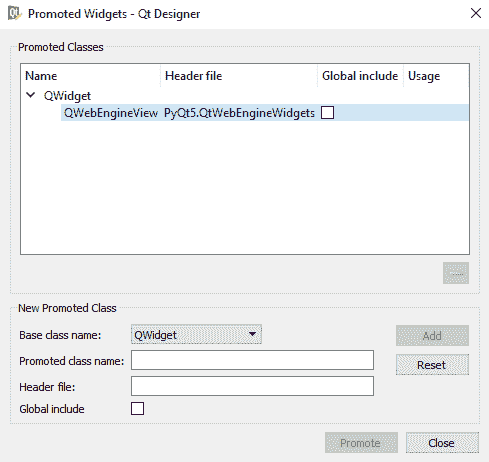 Qt Promoted Widgets - Qt Designer
Promoted Classes
Name Header file Global include Usage
QWidget
QWebEngineView PyQt5.QtWebEngineWidgets
New Promoted Class
Base class name: QWidget Add
Promoted class name: Reset
Header file:
Global include
Promote Close